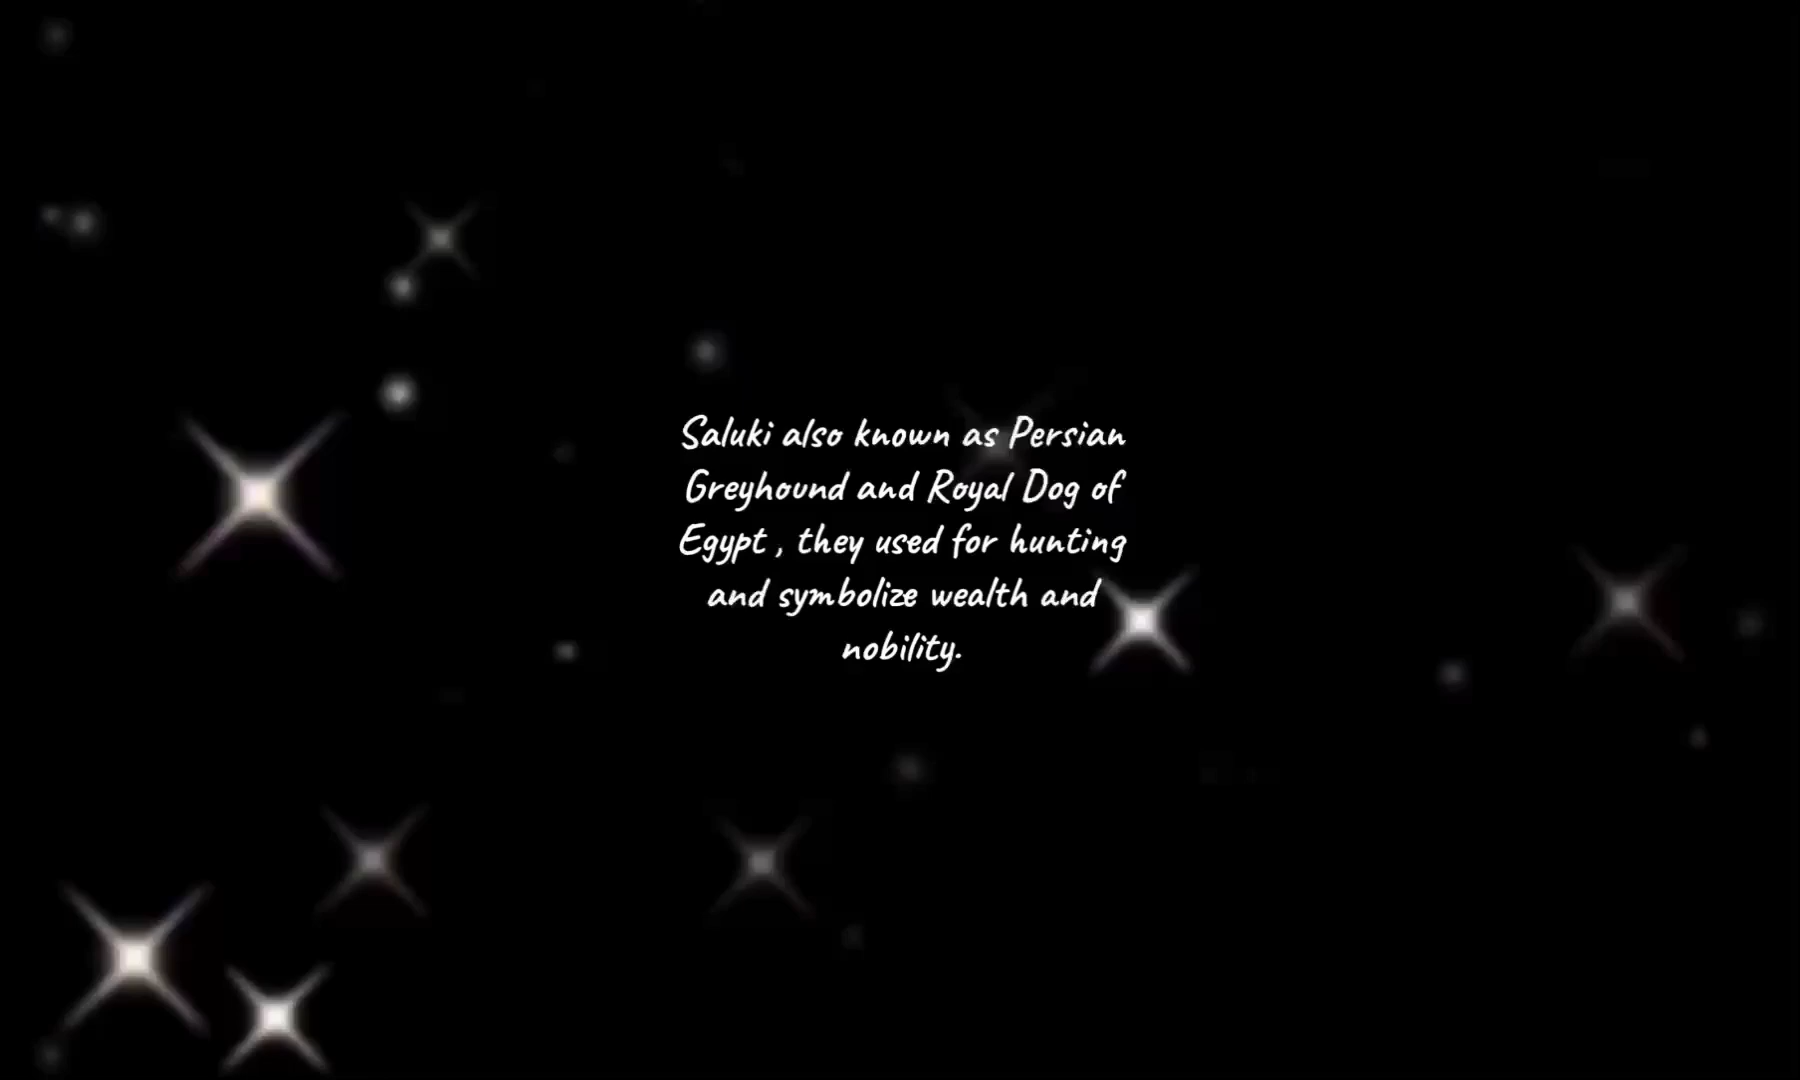 Saluki also known as Persian
Greyhound and Royal Dog of
Egypt , they used for hunting
and symbolize wealth and
nobility.